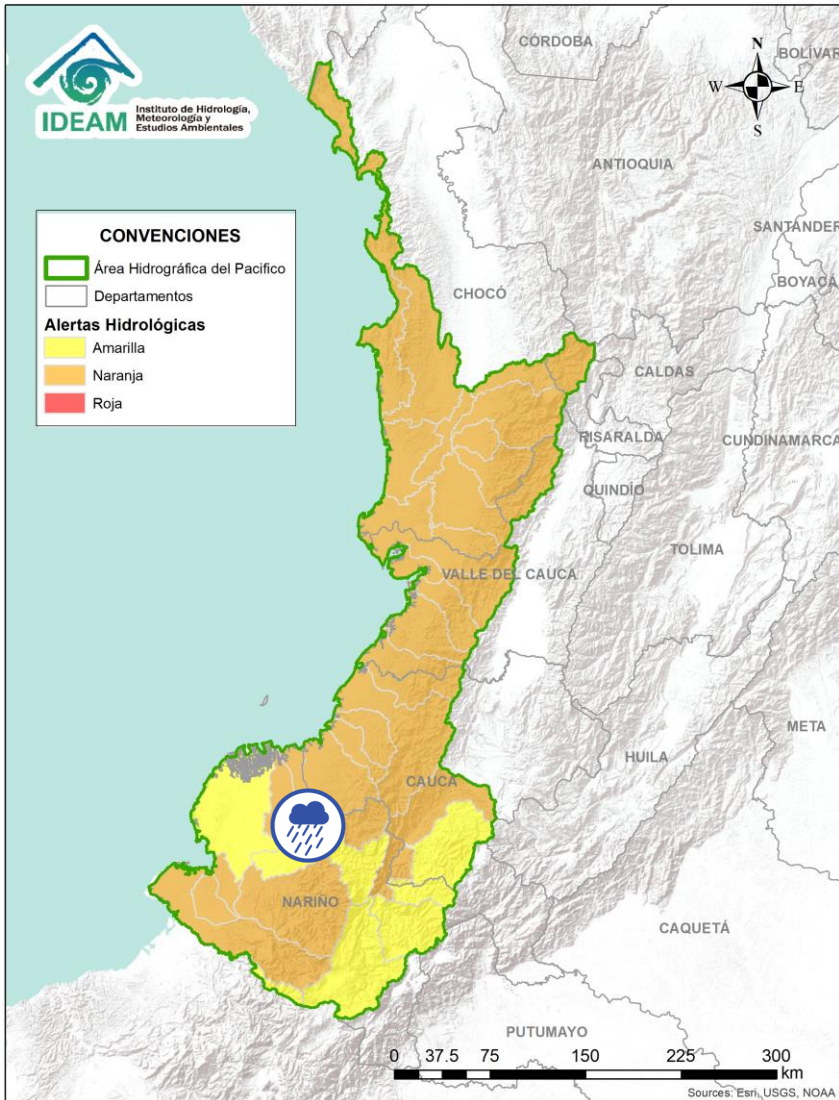 IDEAM
Instituto de Hidrología,
Meteorología y
Estudios Ambientales
N
W
E
S
CÓRDOBA
BOLÍVAR
ANTIOQUIA
SANTANDER
BOYACÁ
CHOCÓ
CALDAS
RISARALDA
CUNDINAMARCA
QUINDÍO
TOLIMA
VALLE DEL CAUCA
META
HUILA
CAUCA
NARIÑO
CAQUETÁ
PUTUMAYO
CONVENCIONES
Área Hidrográfica del Pacifico
Departamentos
Alertas Hidrológicas
Amarilla
Naranja
Roja
0 37.5 75 150 225 300
km
Sources: Esri, USGS, NOAA